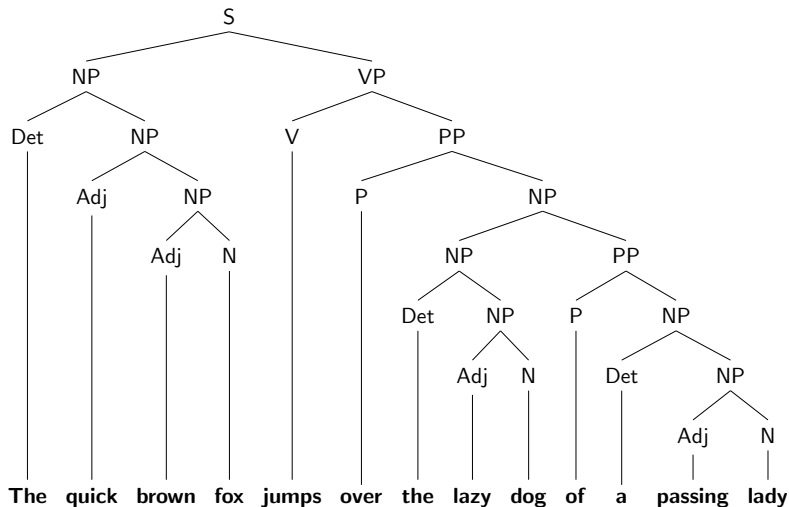 S
NP VP
Det NP V PP
Adj NP P NP
Adj N NP PP
Det NP P NP
Adj N Det NP
Adj N
The quick brown fox jumps over the lazy dog of a passing lady